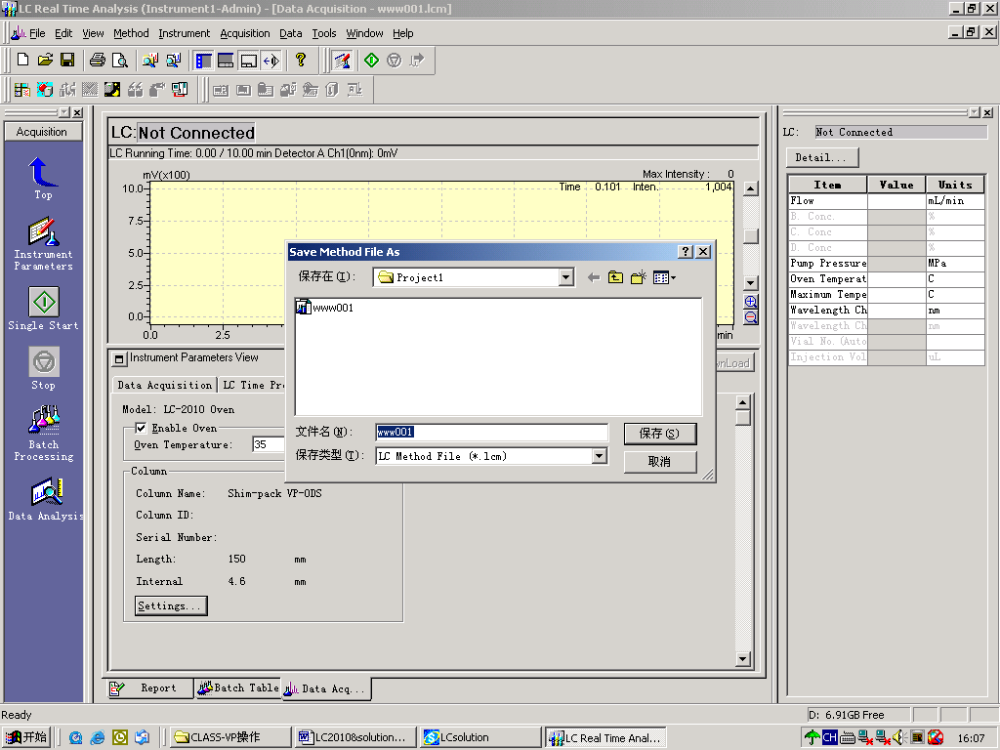 LC Real Time Analysis (Instrument1-Admin) - [Data Acquisition - www001.lcm]
File Edit View Method Instrument Acquisition Data Tools Window Help
Acquisition
Top
Instrument
Parameters
Single Start
Stop
Batch
Processing
Data Analysis
LC: Not Connected
LC Running Time: 0.00 / 10.00 min Detector A Ch1(0nm): 0mV
mV(x100)
Max Intensity : 0
Time 0.101 Inten. 1,004
10.0
7.5
5.0
2.5
0.0
0.0 2.5 min
Instrument Parameters View
wnLoad
Data Acquisition LC Time Pr
Model: LC-2010 Oven
Enable Oven
Oven Temperature: 35
Column
Column Name: Shim-pack VP-ODS
Column ID:
Serial Number:
Length: 150 mm
Internal 4.6 mm
Settings...
Save Method File As
保存在(I): Project1
www001
文件名(N): www001 保存(S)
保存类型(T): LC Method File (*.lcm) 取消
LC: Not Connected
Detail...
Item Value Units
Flow mL/min
B. Conc. %
C. Conc %
D. Conc %
Pump Pressure MPa
Oven Temperat C
Maximum Tempe C
Wavelength Ch nm
Wavelength Ch nm
Vial No.(Auto
Injection Vol uL
Report Batch Table Data Acq...
Ready D: 6.91GB Free
开始 CLASS-VP操作 LC2010&solution... LCsolution LC Real Time Anal... CH 16:07